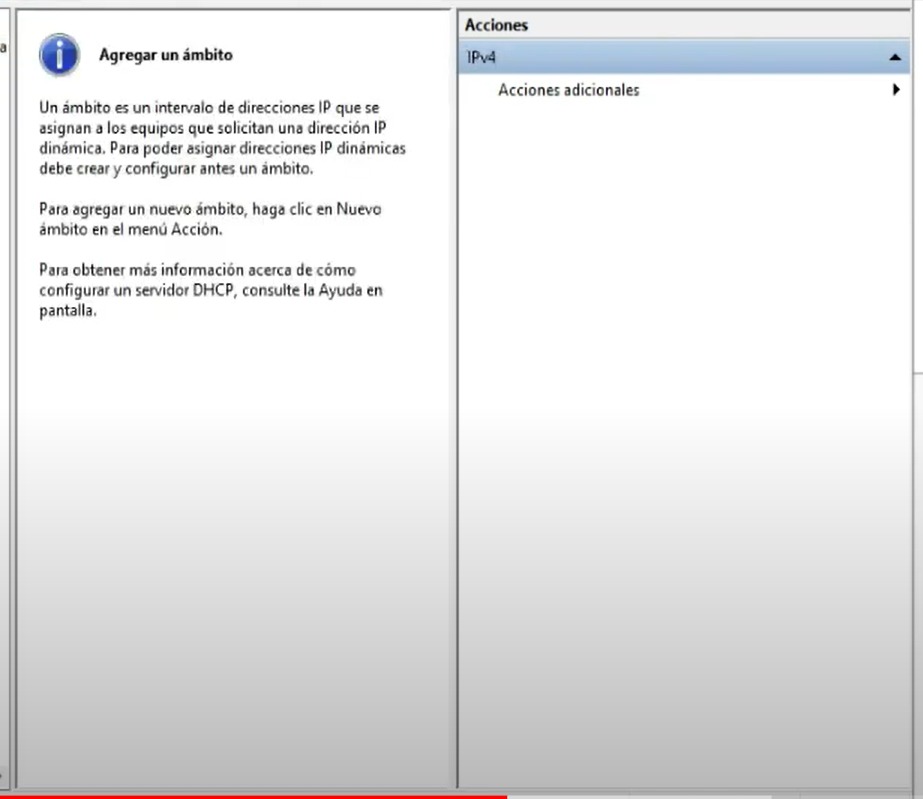 Agregar un ámbito
Un ámbito es un intervalo de direcciones IP que se
asignan a los equipos que solicitan una dirección IP
dinámica. Para poder asignar direcciones IP dinámicas
debe crear y configurar antes un ámbito.
Para agregar un nuevo ámbito, haga clic en Nuevo
ámbito en el menú Acción.
Para obtener más información acerca de cómo
configurar un servidor DHCP, consulte la Ayuda en
pantalla.
Acciones
IPv4
Acciones adicionales